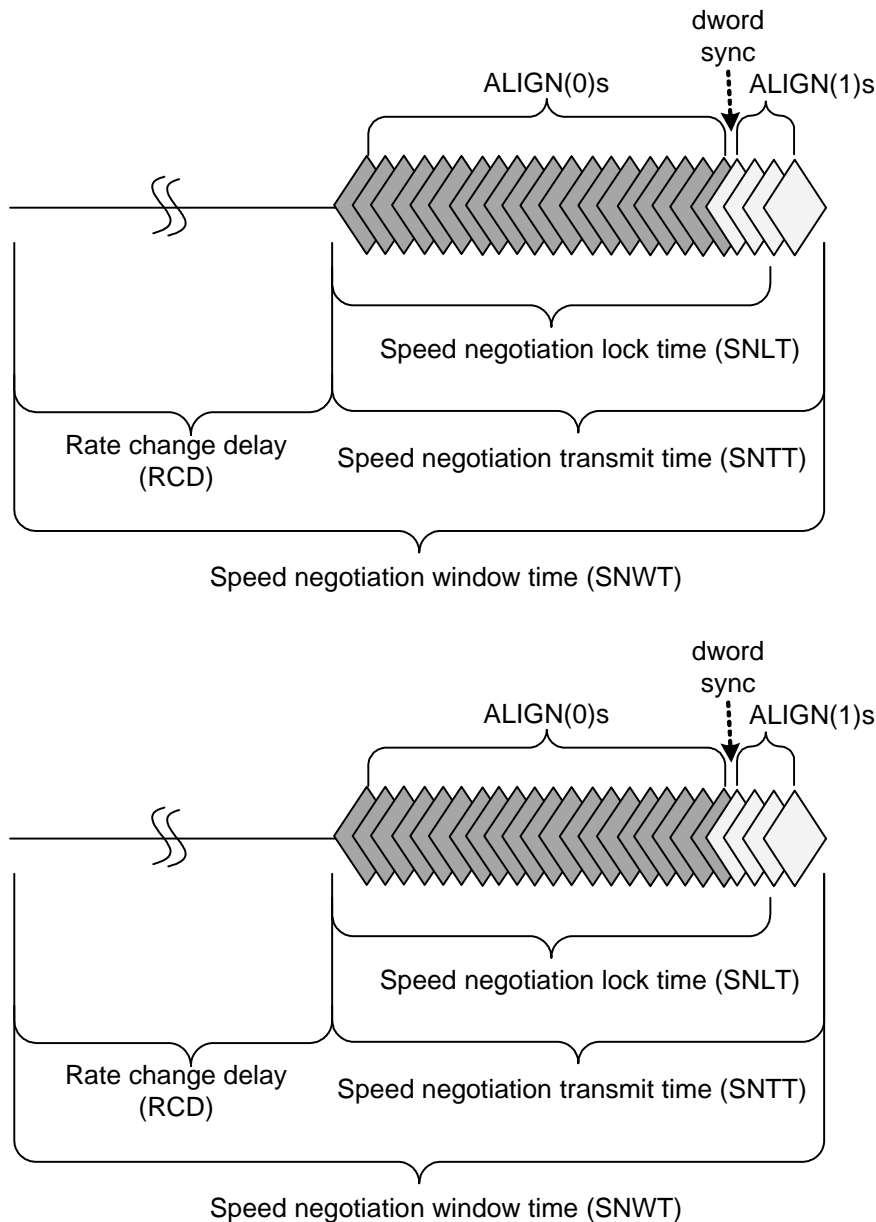 dword
sync
ALIGN(0)s
ALIGN(1)s
Speed negotiation lock time (SNLT)
Rate change delay
(RCD)
Speed negotiation transmit time (SNTT)
Speed negotiation window time (SNWT)
dword
sync
ALIGN(0)s
ALIGN(1)s
Speed negotiation lock time (SNLT)
Rate change delay
(RCD)
Speed negotiation transmit time (SNTT)
Speed negotiation window time (SNWT)